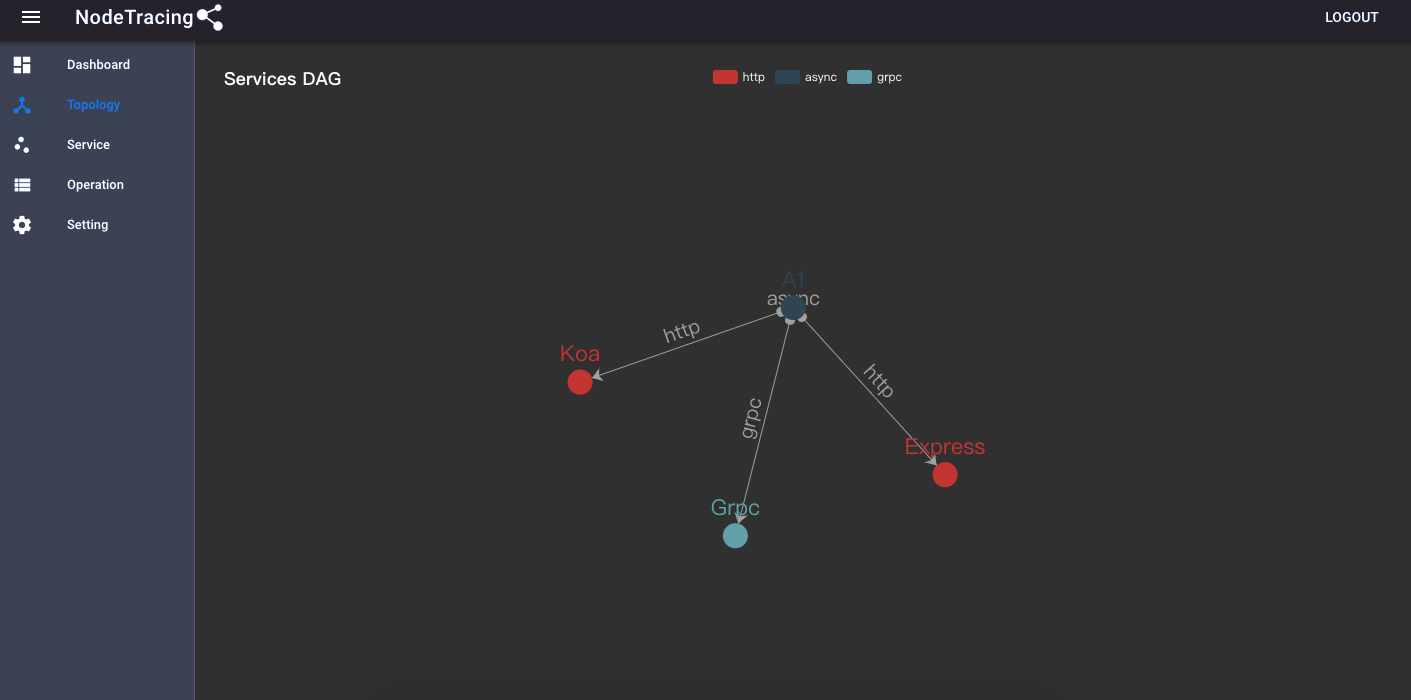 NodeTracing
LOGOUT
Dashboard
Topology
Service
Operation
Setting
Services DAG
http
async
grpc
A1
async
http
Koa
http
grpc
Express
Grpc